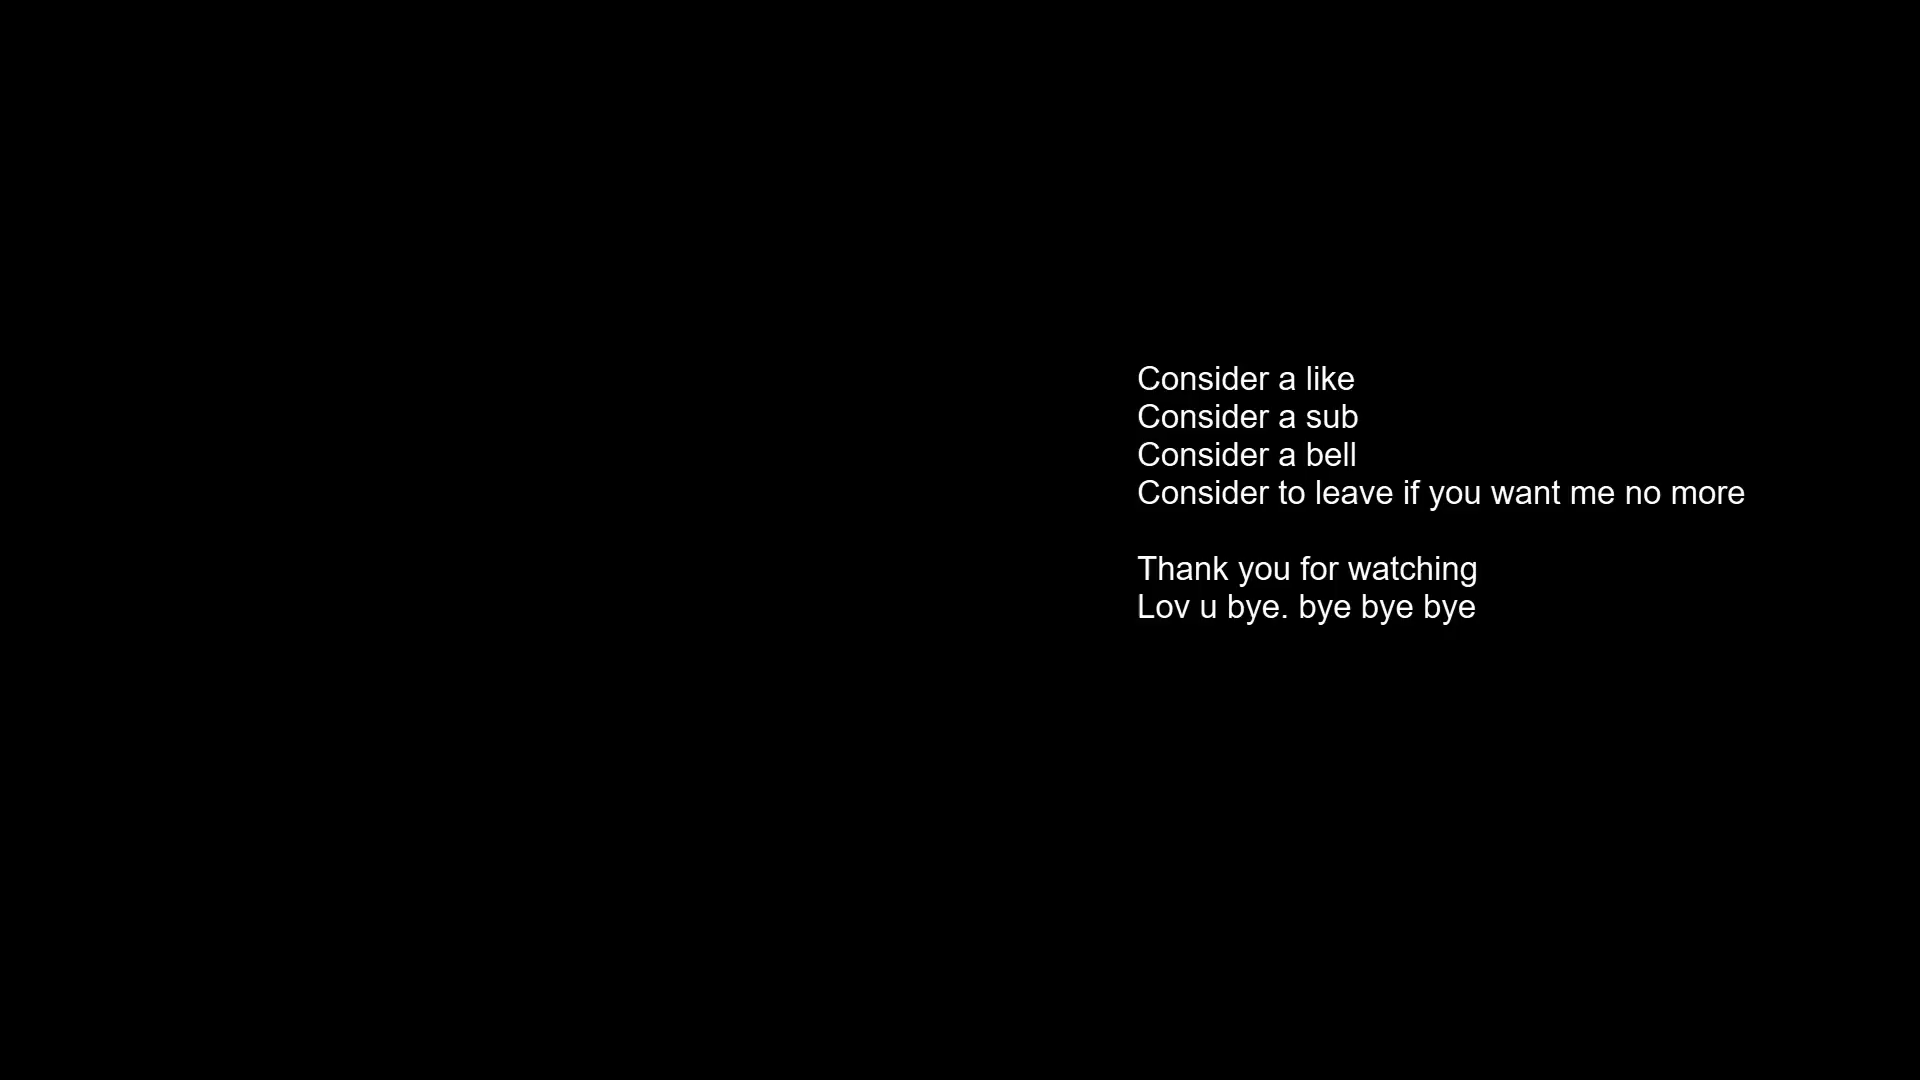 Consider a like
Consider a sub
Consider a bell
Consider to leave if you want me no more
Thank you for watching
Lov u bye. bye bye bye